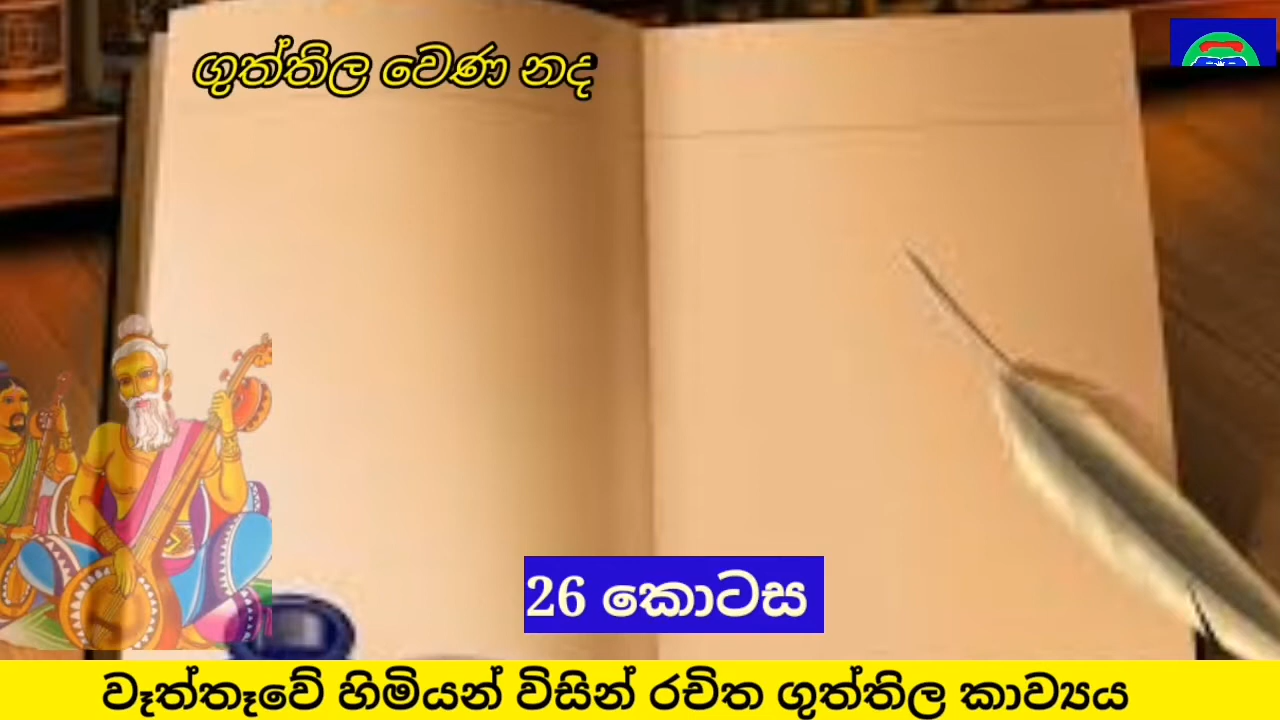 ගුත්තිල වෙණ නද
26 කොටස
වෑත්තෑවේ හිමියන් විසින් රචිත ගුත්තිල කාව්‍යය